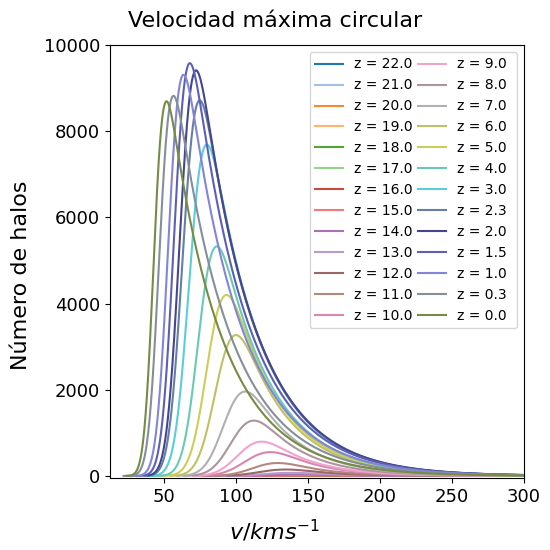 Velocidad máxima circular
Número de halos
10000
8000
6000
4000
2000
0
z = 22.0 z = 9.0
z = 21.0 z = 8.0
z = 20.0 z = 7.0
z = 19.0 z = 6.0
z = 18.0 z = 5.0
z = 17.0 z = 4.0
z = 16.0 z = 3.0
z = 15.0 z = 2.3
z = 14.0 z = 2.0
z = 13.0 z = 1.5
z = 12.0 z = 1.0
z = 11.0 z = 0.3
z = 10.0 z = 0.0
50 100 150 200 250 300
v/kms⁻¹